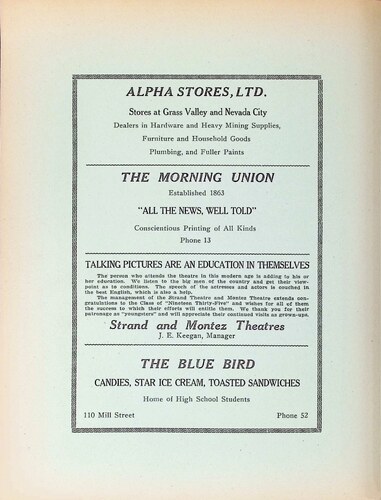 ALPHA STORES, LTD.
Stores at Grass Valley and Nevada City
Dealers in Hardware and Heavy Mining Supplies,
Furniture and Household Goods
Plumbing, and Fuller Paints
THE MORNING UNION
Established 1863
"ALL THE NEWS, WELL TOLD"
Conscientious Printing of All Kinds
Phone 13
TALKING PICTURES ARE AN EDUCATION IN THEMSELVES
The person who attends the theatre in this modern age is adding to his or
her education. We listen to the big men of the country and get their view-
point as to conditions. The speech of the actresses and actors is couched in
the best English, which is also a help.
The management of the Strand Theatre and Montez Theatre extends con-
gratulations to the Class of "Nineteen Thirty-Five" and wishes for all of them
the success to which their efforts will entitle them. We thank you for their
patronage as "youngsters" and will appreciate their continued visits as grown-ups.
Strand and Montez Theatres
J. E. Keegan, Manager
THE BLUE BIRD
CANDIES, STAR ICE CREAM, TOASTED SANDWICHES
Home of High School Students
110 Mill Street Phone 52